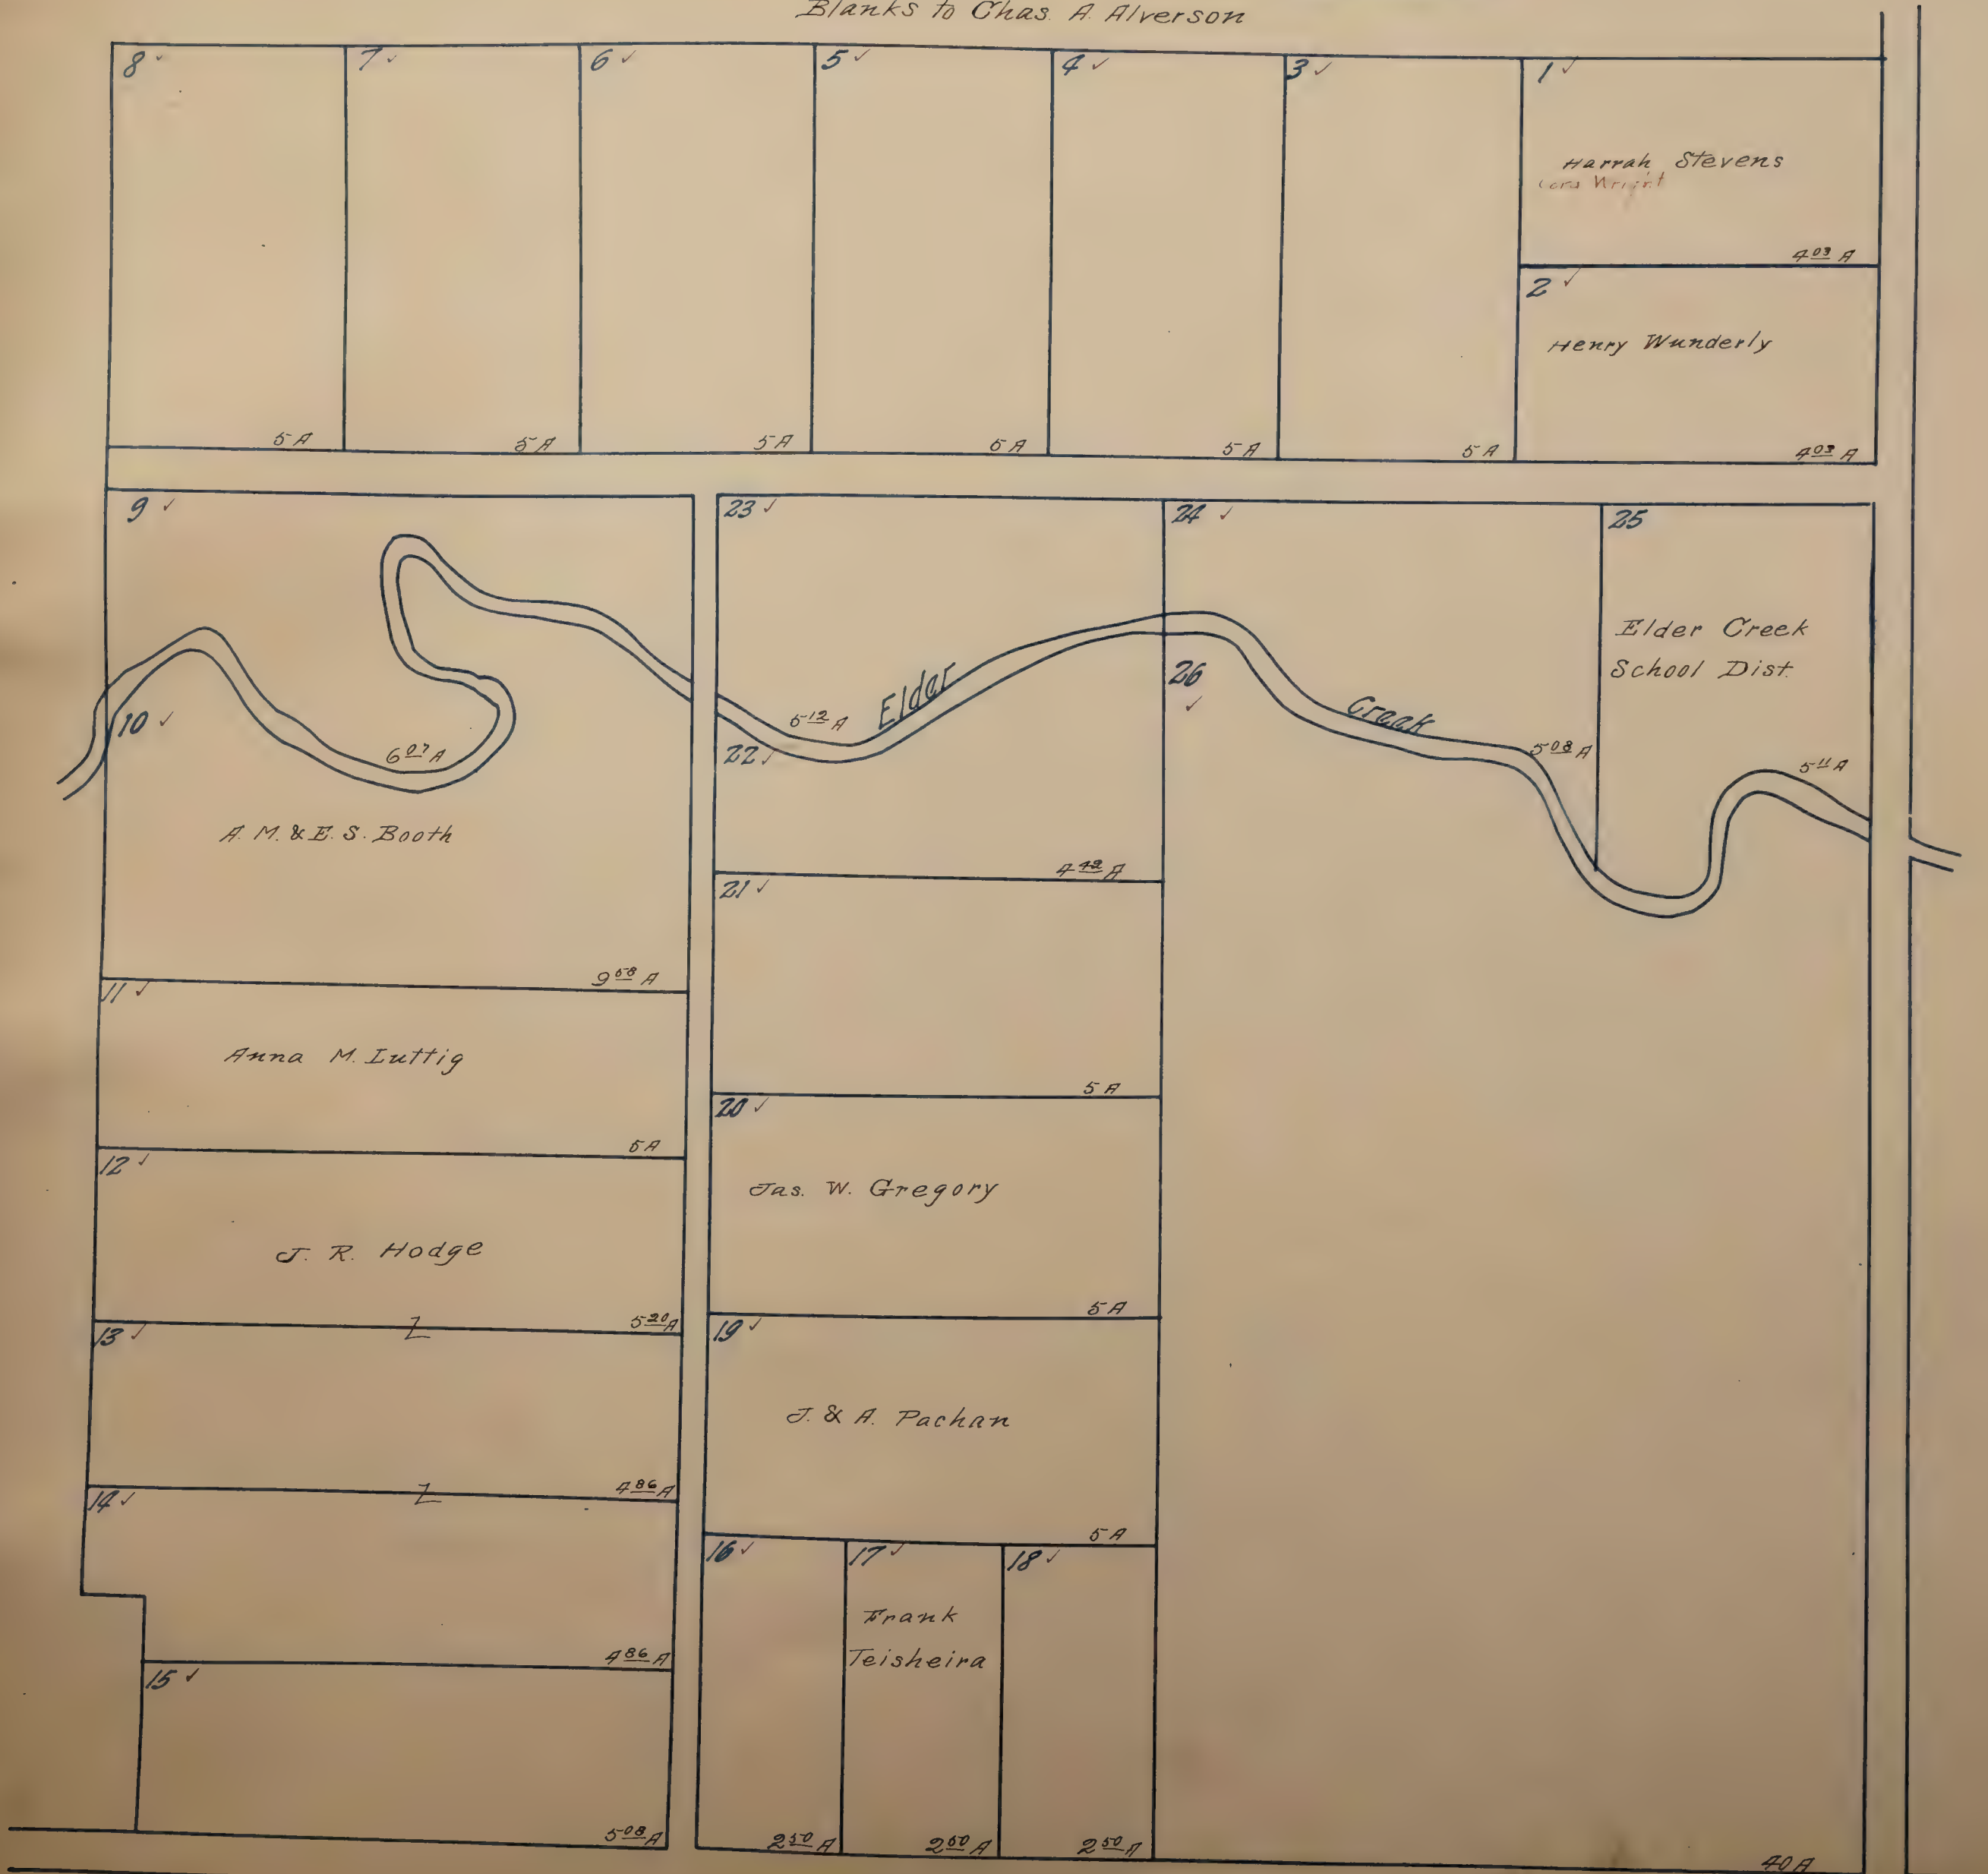 Blanks to Chas. A. Alverson
8 ✓
5 A
7 ✓
5 A
6 ✓
5 A
5 ✓
5 A
4 ✓
5 A
3 ✓
5 A
1 ✓
Harrah Stevens
4 03 A
2 ✓
Henry Wunderly
4 03 A
9 ✓
6 07 A
10 ✓
A. M. & E. S. Booth
9 58 A
11 ✓
Anna M. Luttig
5 A
12 ✓
J. R. Hodge
5 20 A
13 ✓
4 86 A
14 ✓
4 86 A
15 ✓
5 08 A
23 ✓
5 12 A
Elder Creek
22 ✓
4 42 A
21 ✓
5 A
20 ✓
Jas. W. Gregory
5 A
19 ✓
J. & A. Pachan
5 A
16 ✓
2 50 A
17 ✓
Frank
Teisheira
2 50 A
18 ✓
2 50 A
24 ✓
5 08 A
25
Elder Creek
School Dist.
5 11 A
26
✓
40 A